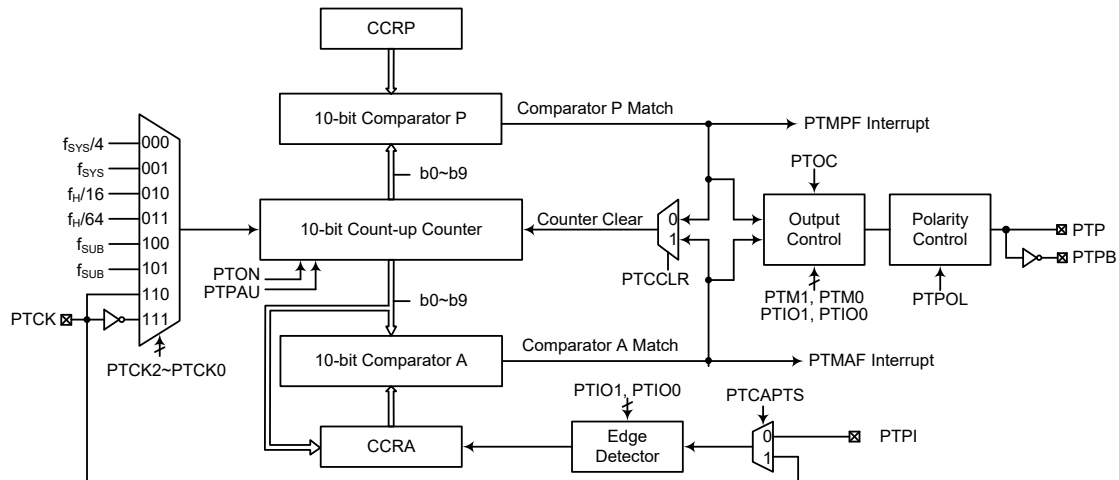 CCRP
10-bit Comparator P
Comparator P Match
PTMPF Interrupt
fSYS/4
000
fSYS
001
fH/16
010
fH/64
011
fSUB
100
fSUB
101
110
111
PTCK
PTCK2~PTCK0
b0~b9
10-bit Count-up Counter
PTON
PTPAU
Counter Clear
0
1
PTCCLR
PTOC
Output Control
PTM1, PTM0
PTIO1, PTIO0
Polarity Control
PTPOL
PTP
PTPB
b0~b9
10-bit Comparator A
Comparator A Match
PTMAF Interrupt
CCRA
PTIO1, PTIO0
Edge Detector
PTCAPTS
0
1
PTPI